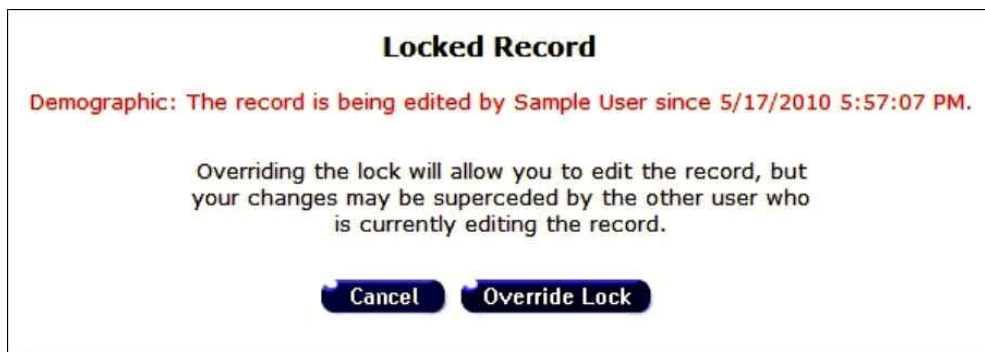 Locked Record
Demographic: The record is being edited by Sample User since 5/17/2010 5:57:07 PM.
Overriding the lock will allow you to edit the record, but
your changes may be superceded by the other user who
is currently editing the record.
Cancel Override Lock